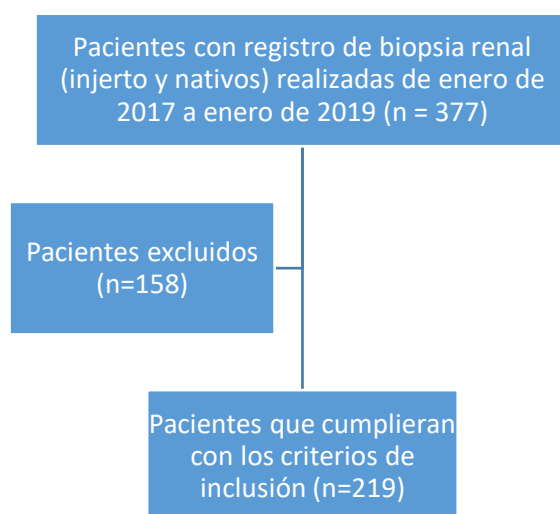 Pacientes con registro de biopsia renal
(injerto y nativos) realizadas de enero de
2017 a enero de 2019 (n = 377)
Pacientes excluidos
(n=158)
Pacientes que cumplieran
con los criterios de
inclusión (n=219)